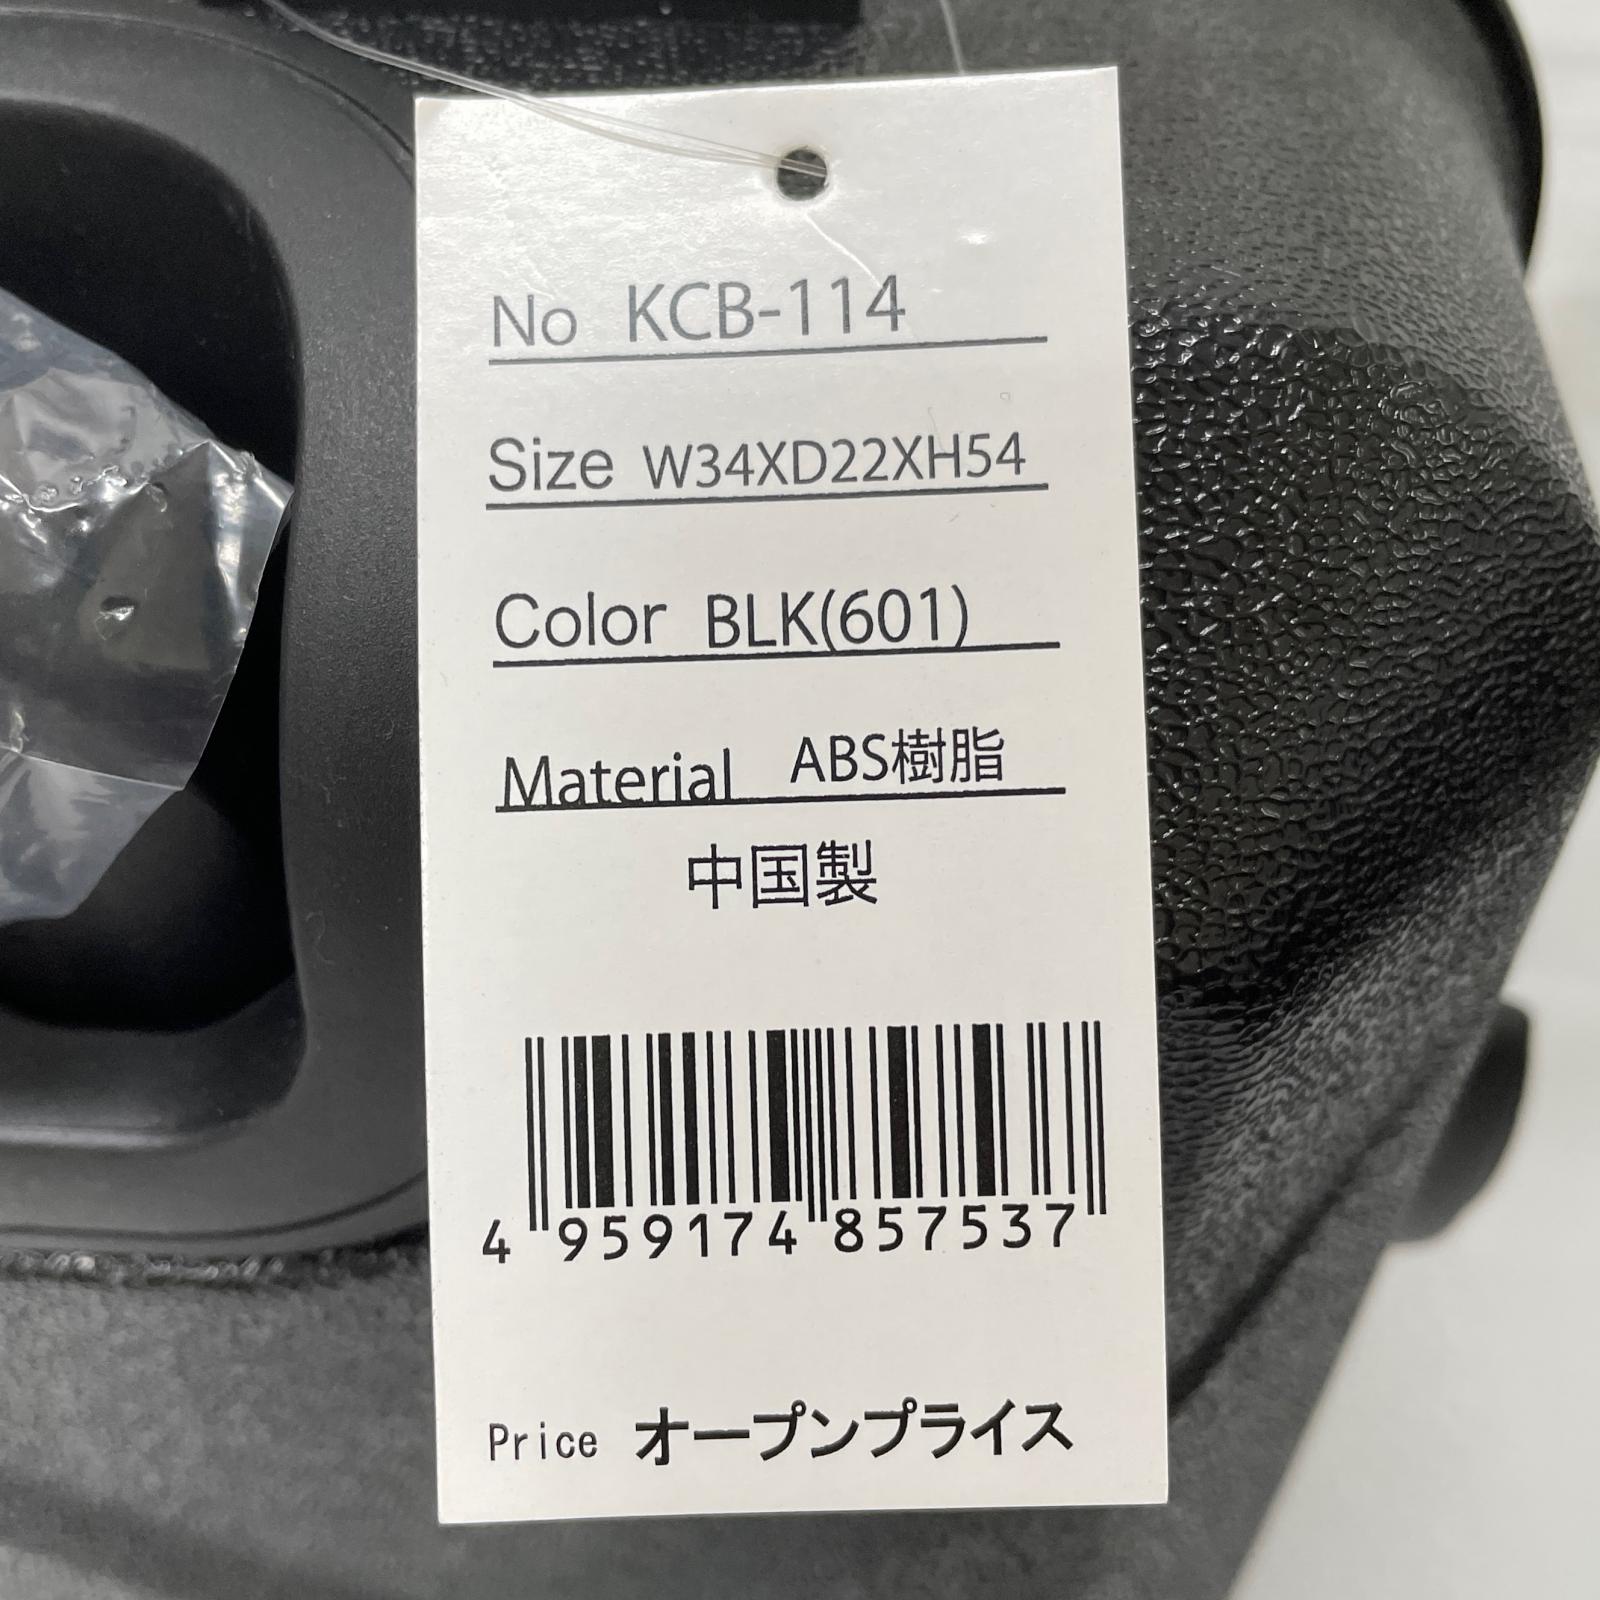 No KCB-114
Size W34XD22XH54
Color BLK(601)
Material ABS樹脂
中国製
4 959174 857537
Price オープンプライス